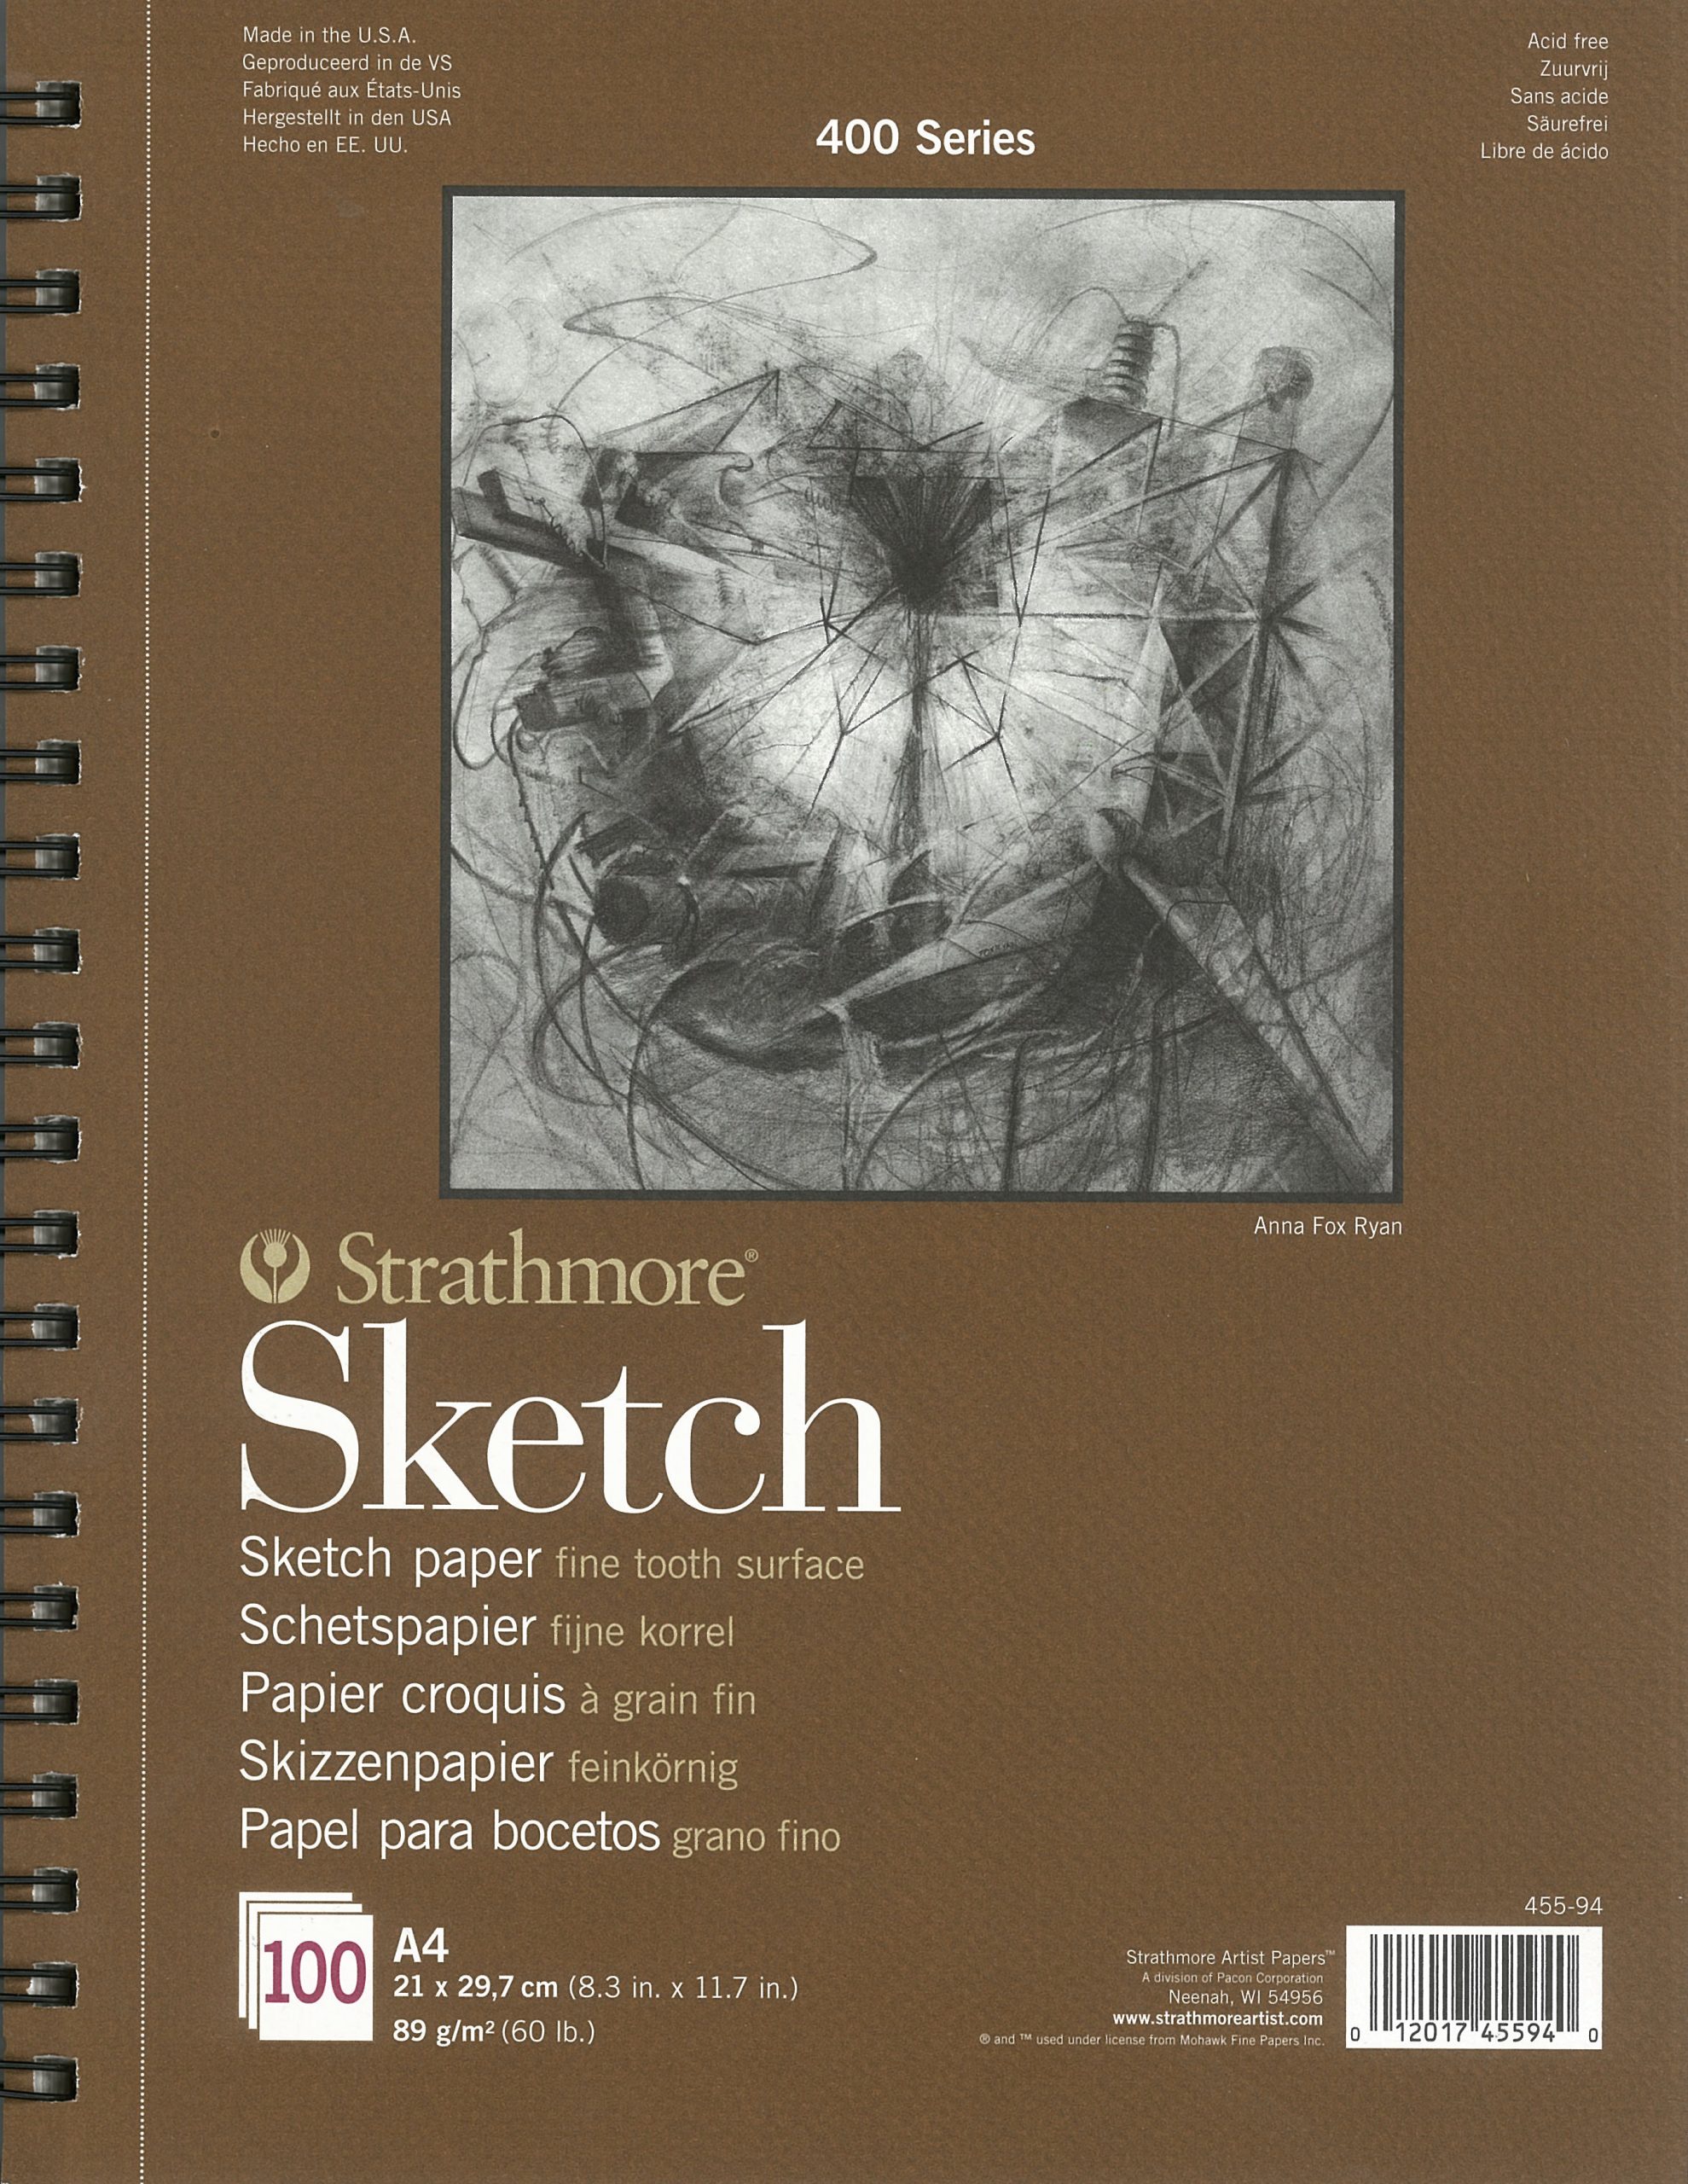 Made in the U.S.A.
Geproduceerd in de VS
Fabriqué aux États-Unis
Hergestellt in den USA
Hecho en EE. UU.
Acid free
Zuurvrij
Sans acide
Säurefrei
Libre de ácido
400 Series
Anna Fox Ryan
Strathmore®
Sketch
Sketch paper fine tooth surface
Schetspapier fijne korrel
Papier croquis à grain fin
Skizzenpapier feinkörnig
Papel para bocetos grano fino
100
A4
21 x 29,7 cm (8.3 in. x 11.7 in.)
89 g/m² (60 lb.)
455-94
Strathmore Artist Papers™
A division of Pacon Corporation
Neenah, WI 54956
www.strathmoreartist.com
® and ™ used under license from Mohawk Fine Papers Inc.
0 12017 45594 0